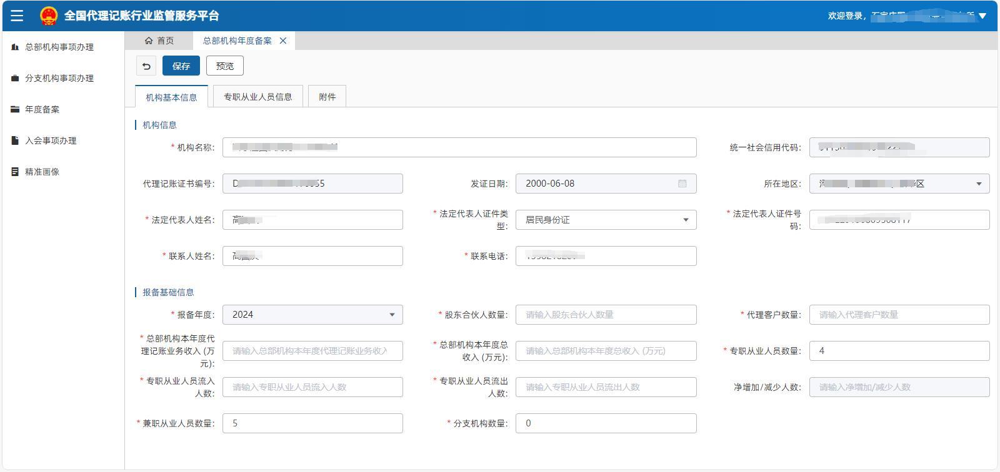 全国代理记账行业监管服务平台
欢迎登录,
总部机构事项办理
分支机构事项办理
年度备案
入会事项办理
精准画像
首页 总部机构年度备案
保存 预览
机构基本信息 专职从业人员信息 附件
机构信息
* 机构名称: 统一社会信用代码:
代理记账证书编号: 发证日期: 2000-06-08 所在地区: 区
* 法定代表人姓名: 高 * 法定代表人证件类型: 居民身份证 * 法定代表人证件号码:
* 联系人姓名: 高 * 联系电话:
报备基础信息
* 报备年度: 2024 * 股东合伙人数量: 请输入股东合伙人数量 * 代理客户数量: 请输入代理客户数量
* 总部机构本年度代理记账业务收入 (万元): 请输入总部机构本年度代理记账业务收入 * 总部机构本年度总收入 (万元): 请输入总部机构本年度总收入 (万元) * 专职从业人员数量: 4
* 专职从业人员流入人数: 请输入专职从业人员流入人数 * 专职从业人员流出人数: 请输入专职从业人员流出人数 净增加/减少人数: 请输入净增加/减少人数
* 兼职从业人员数量: 5 * 分支机构数量: 0